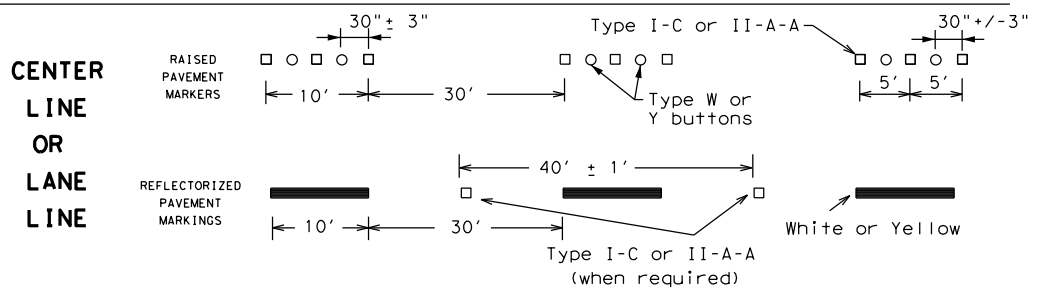 CENTER
LINE
OR
LANE
LINE
RAISED
PAVEMENT
MARKERS
30"± 3"
Type I-C or II-A-A
30"+/-3"
10'
30'
Type W or
Y buttons
5'
5'
REFLECTORIZED
PAVEMENT
MARKINGS
40' ± 1'
10'
30'
Type I-C or II-A-A
(when required)
White or Yellow